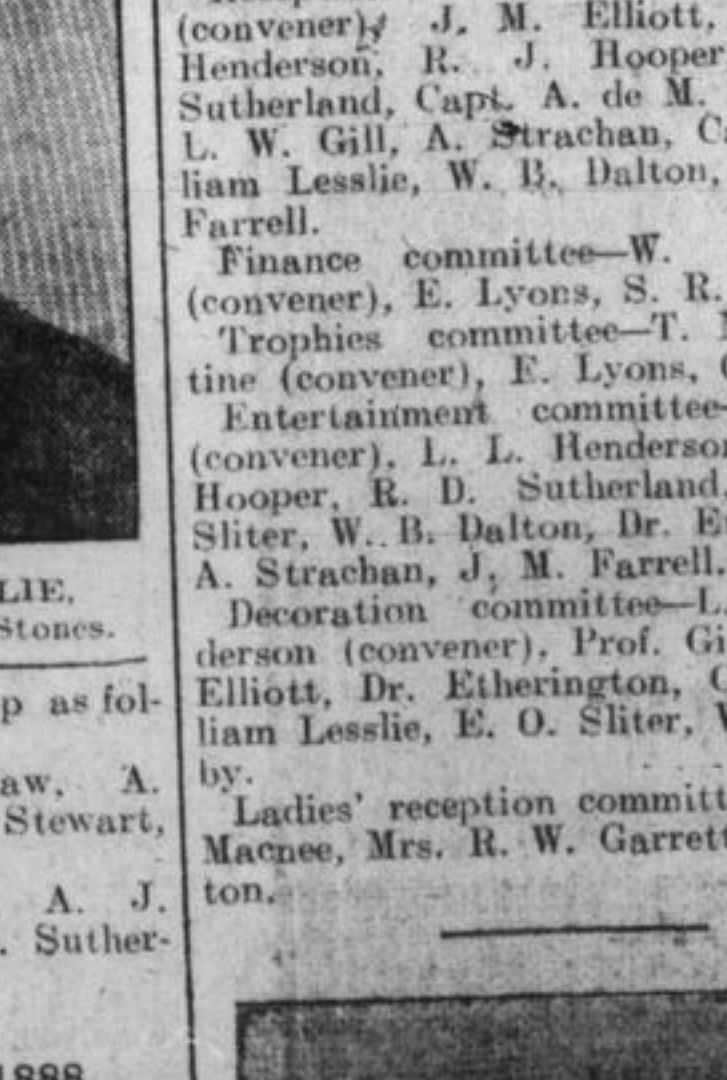 LIE,
Stones.
p as fol-
aw, A.
Stewart,
A. J.
. Suther-
1888
(convener), J. M. Elliott,
Henderson, R. J. Hooper
Sutherland, Capt. A. de M.
L. W. Gill, A. Strachan, C
liam Lesslie, W. B. Dalton,
Farrell.
Finance committee—W.
(convener), E. Lyons, S. R.
Trophies committee—T.
tine (convener), E. Lyons,
Entertainment committee—
(convener), L. L. Henderson
Hooper, R. D. Sutherland,
Sliter, W. B. Dalton, Dr. E
A. Strachan, J. M. Farrell.
Decoration committee—L.
derson (convener), Prof. Gi
Elliott, Dr. Etherington, C
liam Lesslie, E. O. Sliter, W
by.
Ladies' reception committ
Macnee, Mrs. R. W. Garrett
ton.